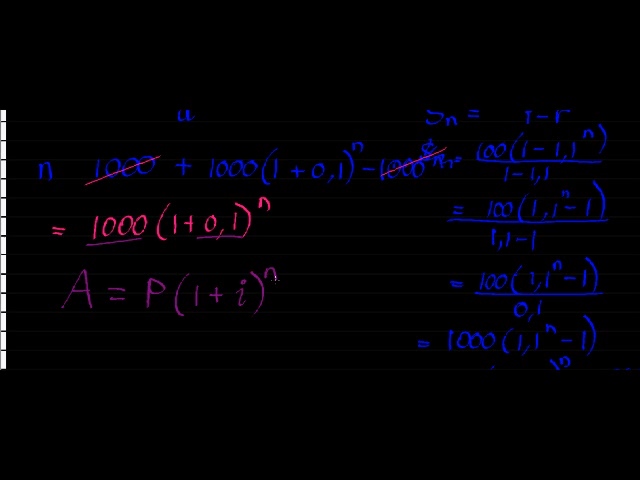 n 1000 + 1000(1+0,1)^n - 1000
= 1000(1+0,1)^n
A = P(1+i)^n
Sn = 1-r
= 100(1-1,1^n)
1-1,1
= 100(1,1^n-1)
1,1-1
= 100(1,1^n-1)
0,1
= 1000(1,1^n-1)